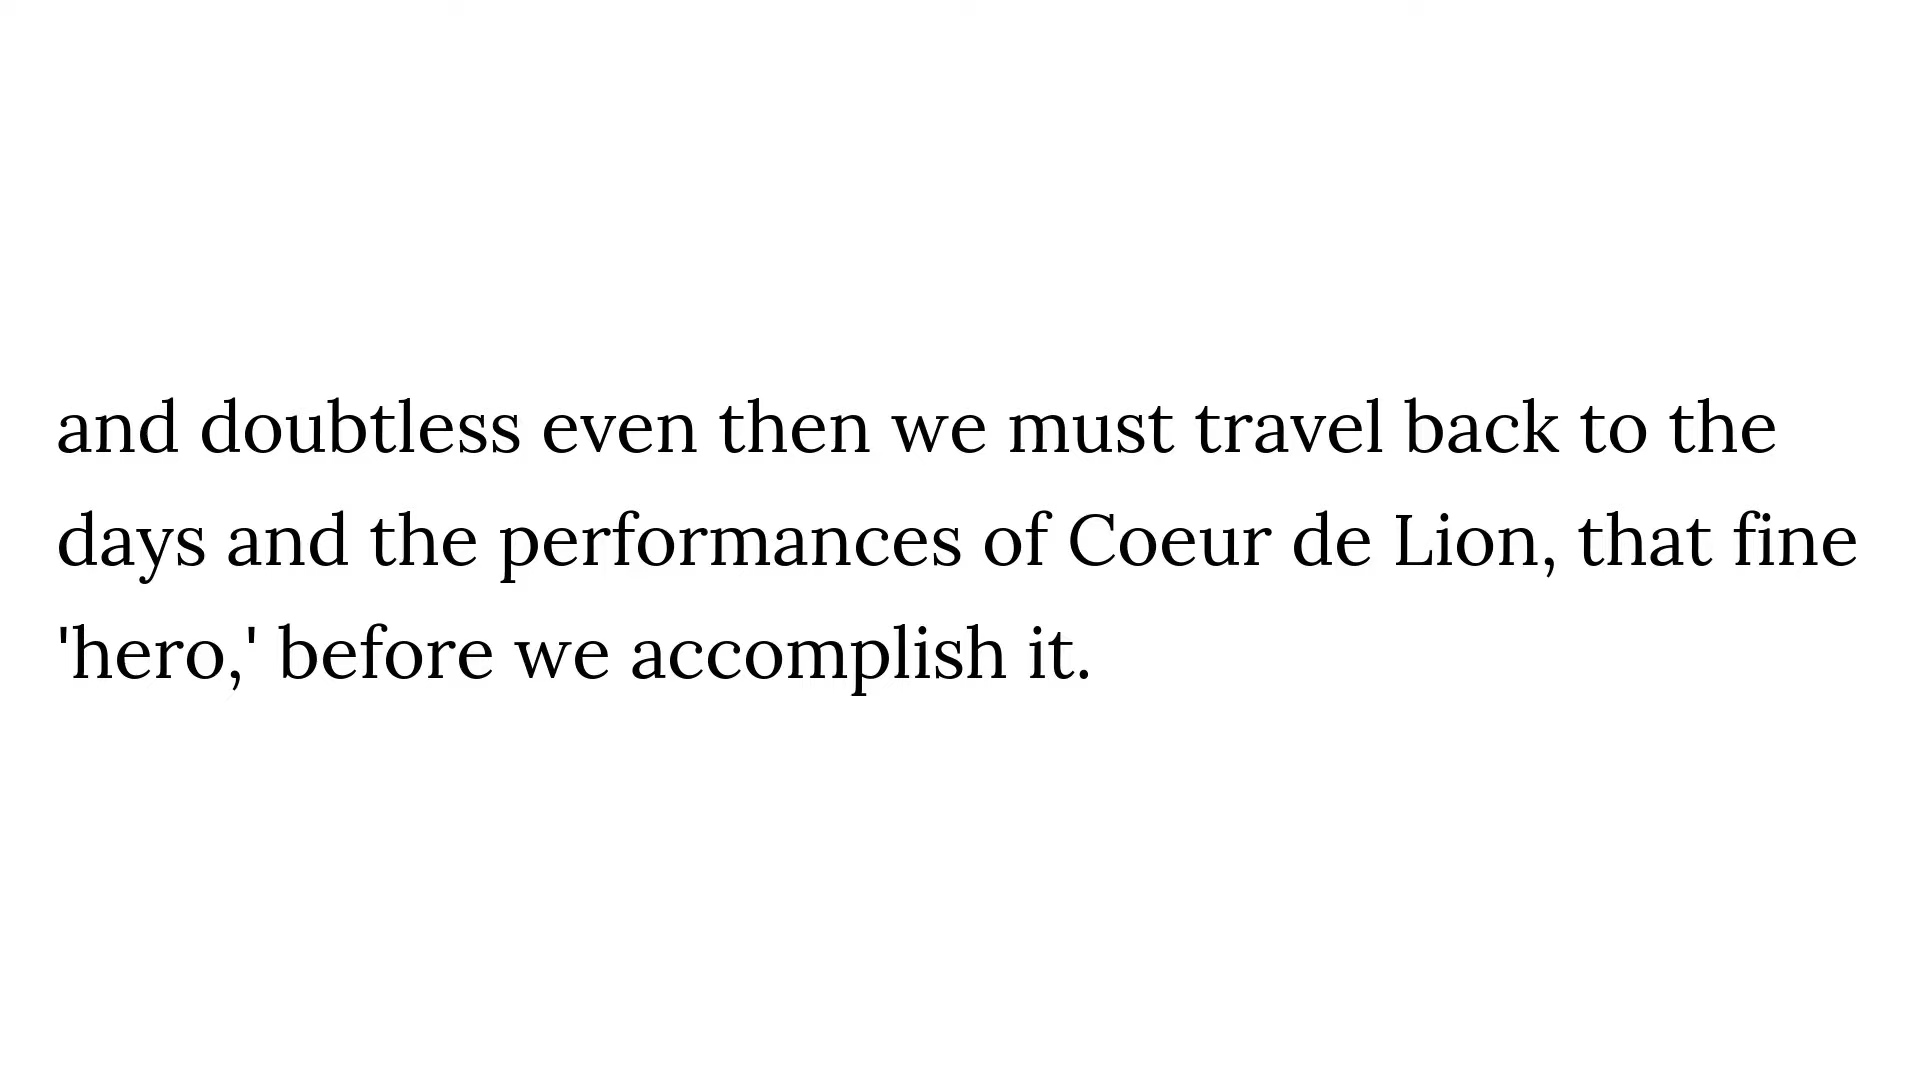 and doubtless even then we must travel back to the
days and the performances of Coeur de Lion, that fine
'hero,' before we accomplish it.